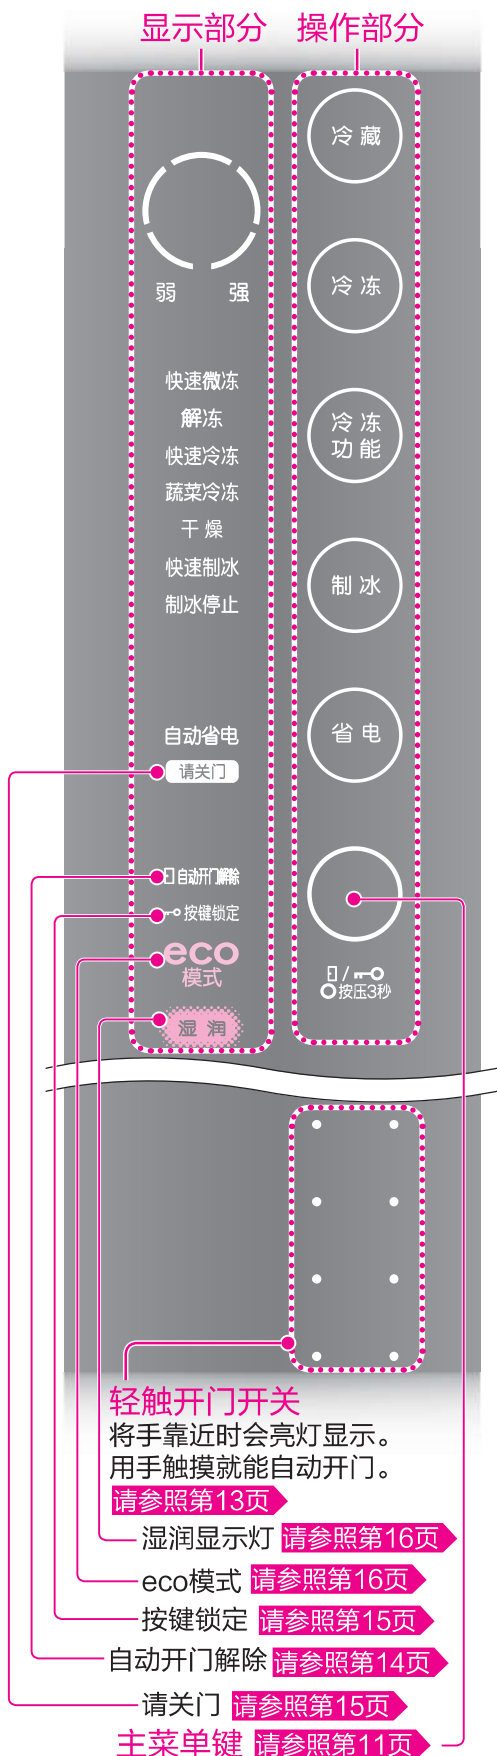 显示部分
操作部分
冷藏
冷冻
弱 强
快速微冻
解冻
快速冷冻
蔬菜冷冻
干燥
快速制冰
制冰停止
冷冻
功能
制冰
自动省电
省电
请关门
自动开门解除
按键锁定
eco
模式
湿润
/
按压3秒
轻触开门开关
将手靠近时会亮灯显示。
用手触摸就能自动开门。
请参照第13页
湿润显示灯 请参照第16页
eco模式 请参照第16页
按键锁定 请参照第15页
自动开门解除 请参照第14页
请关门 请参照第15页
主菜单键 请参照第11页